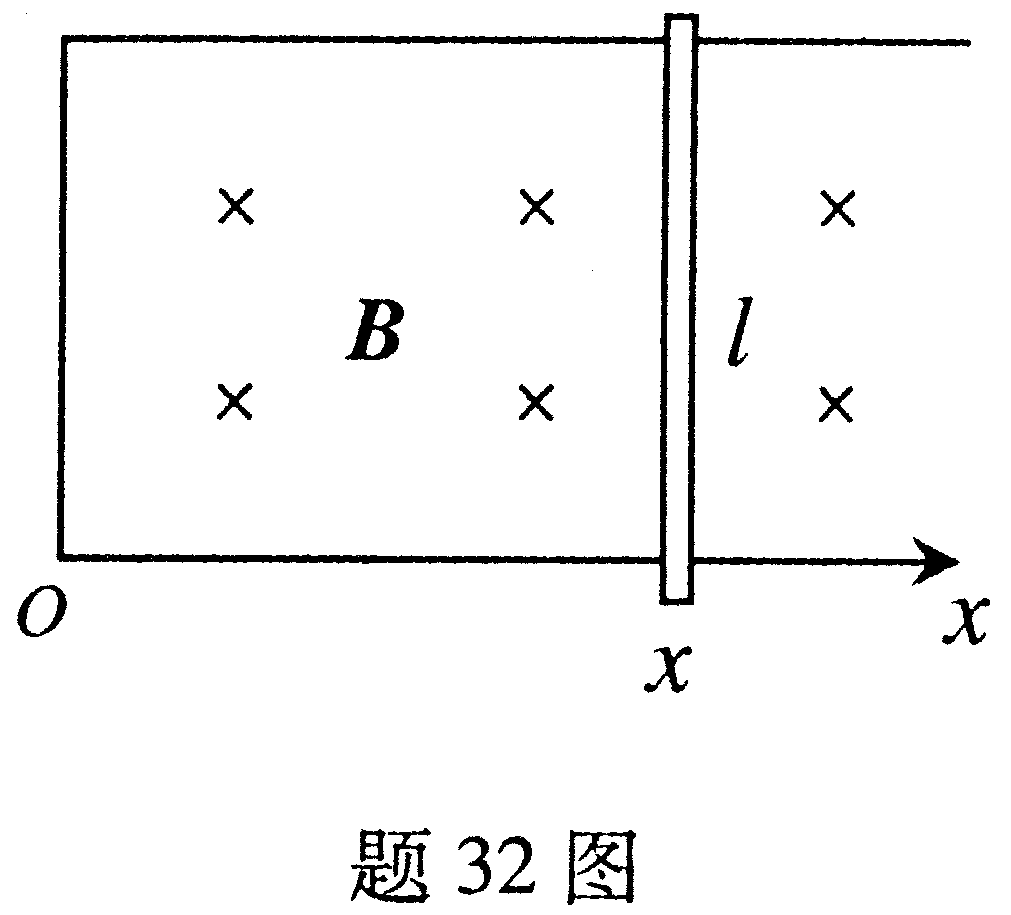 × × ×
B l
× × ×
O x
x
题 32 图